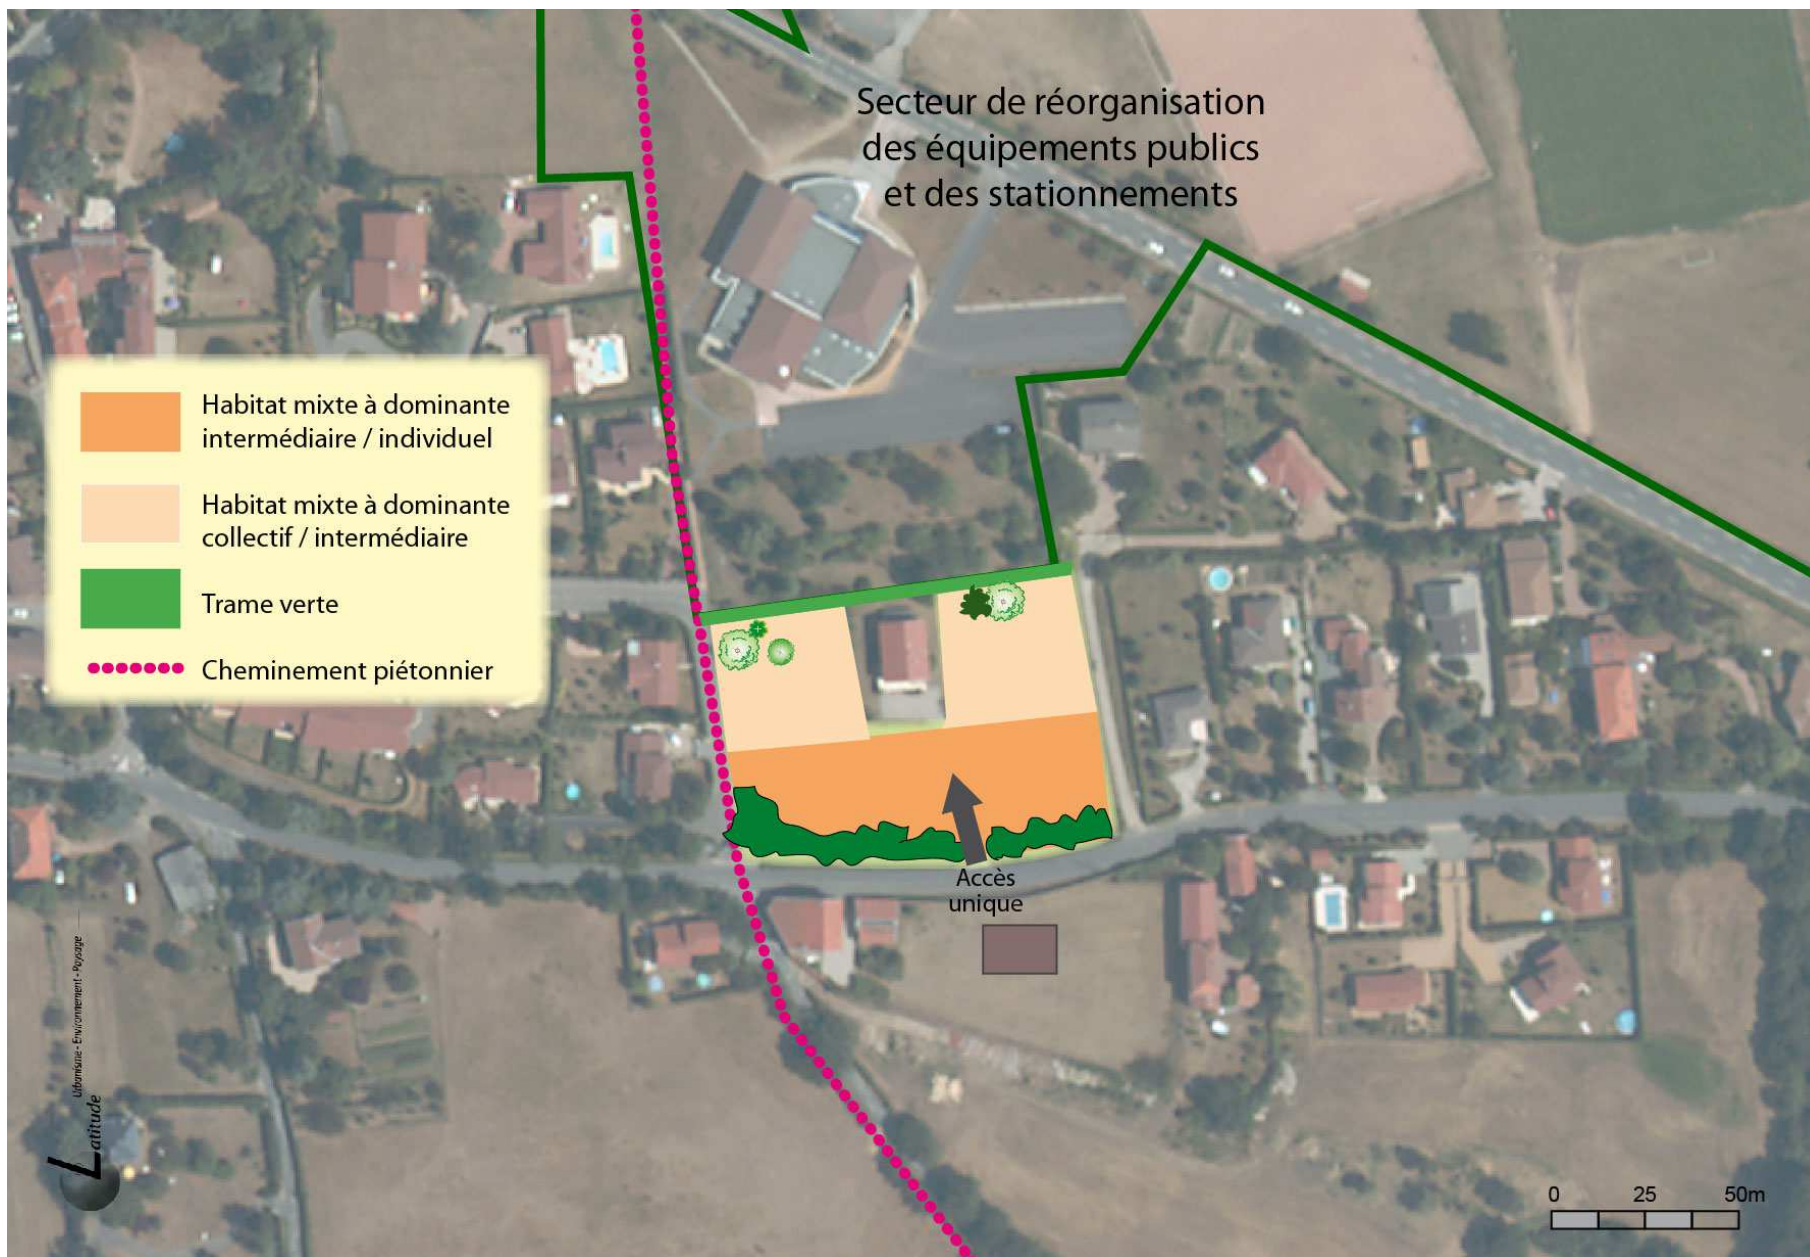 Secteur de réorganisation
des équipements publics
et des stationnements
Habitat mixte à dominante
intermédiaire / individuel
Habitat mixte à dominante
collectif / intermédiaire
Trame verte
Cheminement piétonnier
Accès
unique
Urbanisme - Environnement - Paysage
Latitude
0 25 50m